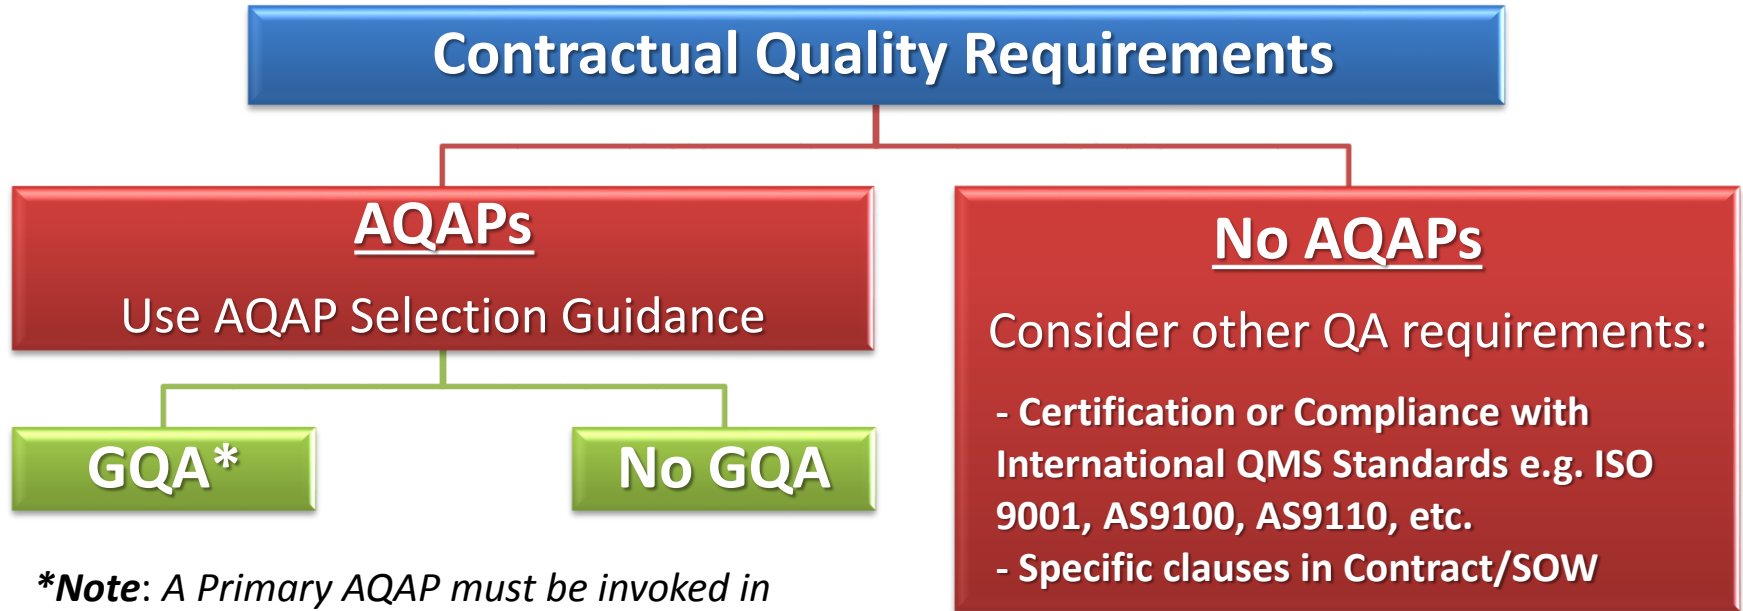 Contractual Quality Requirements
AQAPs
Use AQAP Selection Guidance
GQA*
No GQA
*Note: A Primary AQAP must be invoked in
No AQAPs
Consider other QA requirements:
- Certification or Compliance with
International QMS Standards e.g. ISO
9001, AS9100, AS9110, etc.
- Specific clauses in Contract/SOW